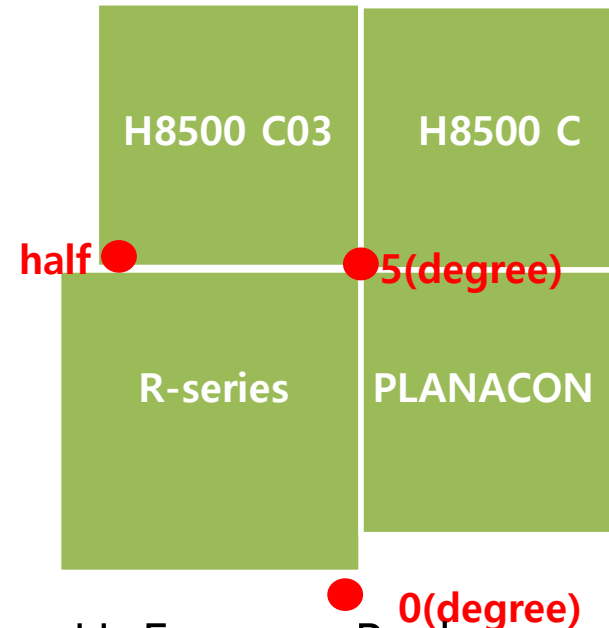 H8500 C03
H8500 C
half
5(degree)
R-series
PLANACON
0(degree)